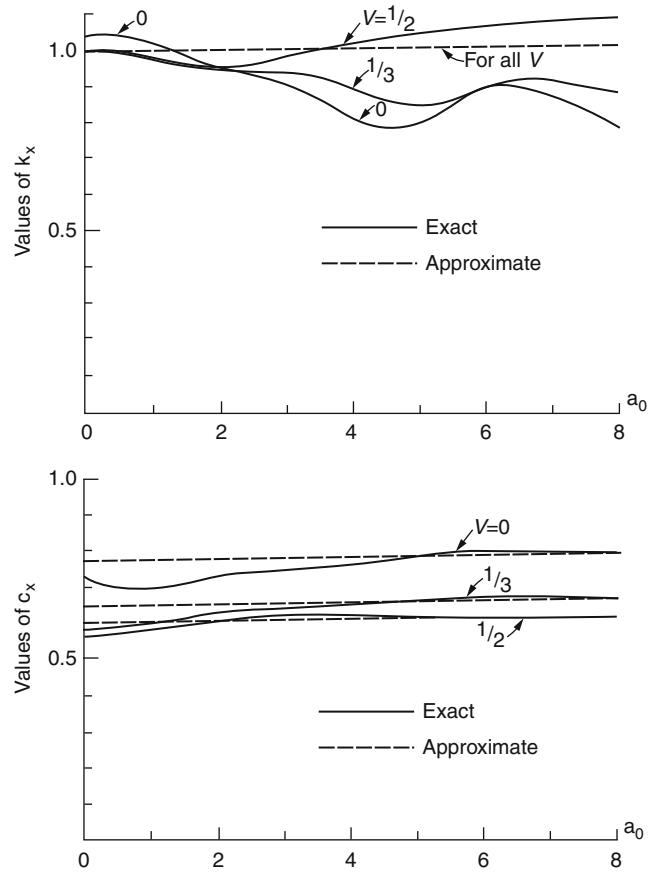 0
V=1/2
1.0
For all V
1/3
0
Values of kₓ
0.5
Exact
Approximate
a₀
0
2
4
6
8
1.0
V=0
1/3
Values of cₓ
0.5
1/2
Exact
Approximate
a₀
0
2
4
6
8